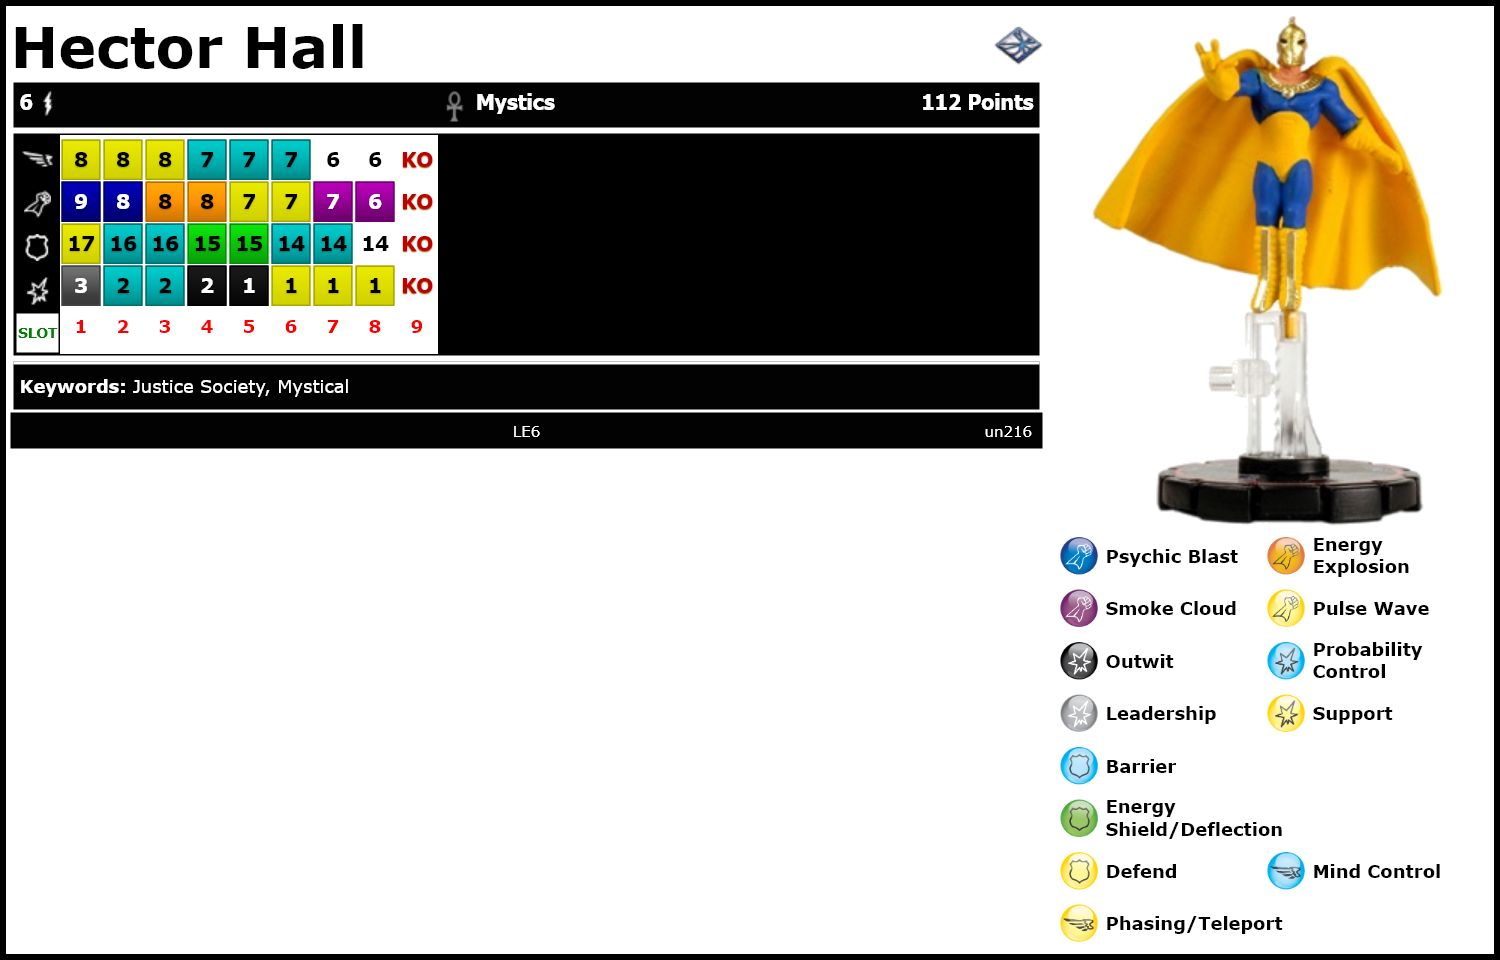 Hector Hall
6 Mystics 112 Points
8 8 8 7 7 7 6 6 KO
9 8 8 8 7 7 7 6 KO
17 16 16 15 15 14 14 14 KO
3 2 2 2 1 1 1 1 KO
SLOT 1 2 3 4 5 6 7 8 9
Keywords: Justice Society, Mystical
LE6 un216
Psychic Blast
Energy
Explosion
Smoke Cloud
Pulse Wave
Outwit
Probability
Control
Leadership
Support
Barrier
Energy
Shield/Deflection
Defend
Mind Control
Phasing/Teleport